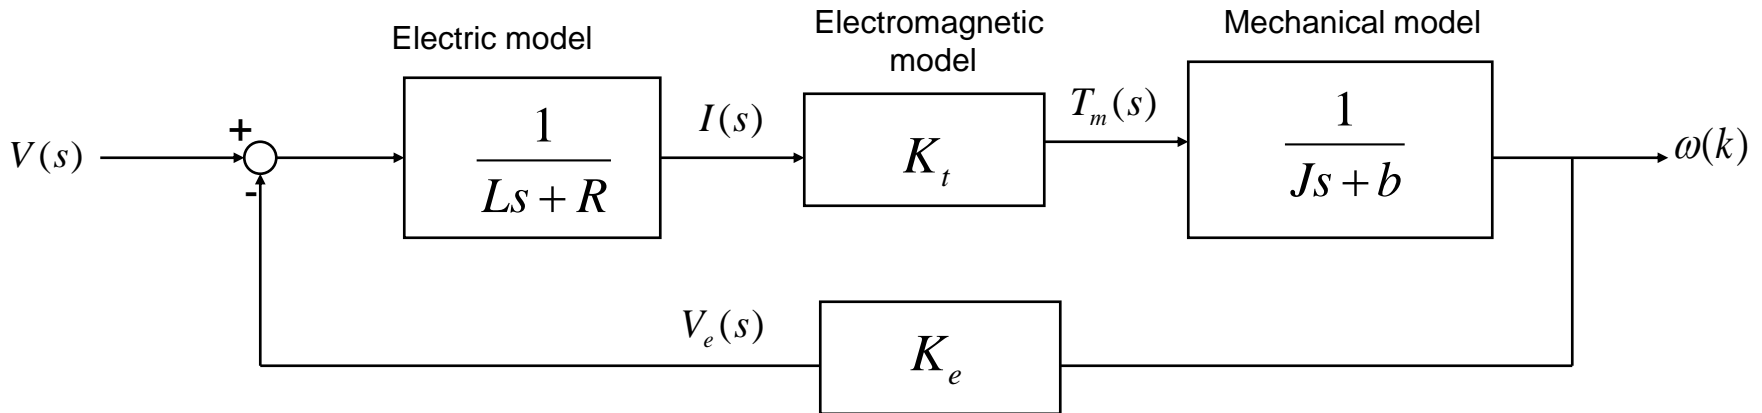 Electric model
Electromagnetic
model
Mechanical model
V(s)
+
-
1
Ls + R
I(s)
K_t
T_m(s)
1
Js + b
ω(k)
V_e(s)
K_e